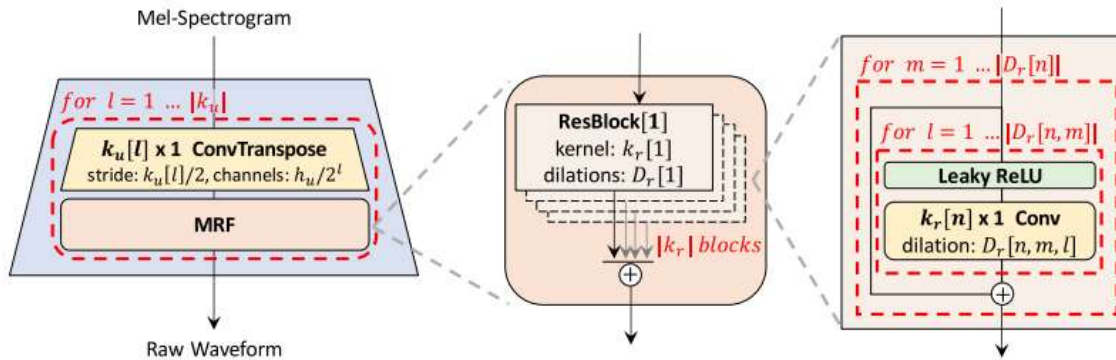 Mel-Spectrogram
for l = 1 … |k_u|
k_u[l] x 1 ConvTranspose
stride: k_u[l]/2, channels: h_u/2^l
MRF
Raw Waveform
ResBlock[1]
kernel: k_r[1]
dilations: D_r[1]
|k_r| blocks
+
for m = 1 … |D_r[n]|
for l = 1 … |D_r[n, m]|
Leaky ReLU
k_r[n] x 1 Conv
dilation: D_r[n, m, l]
+